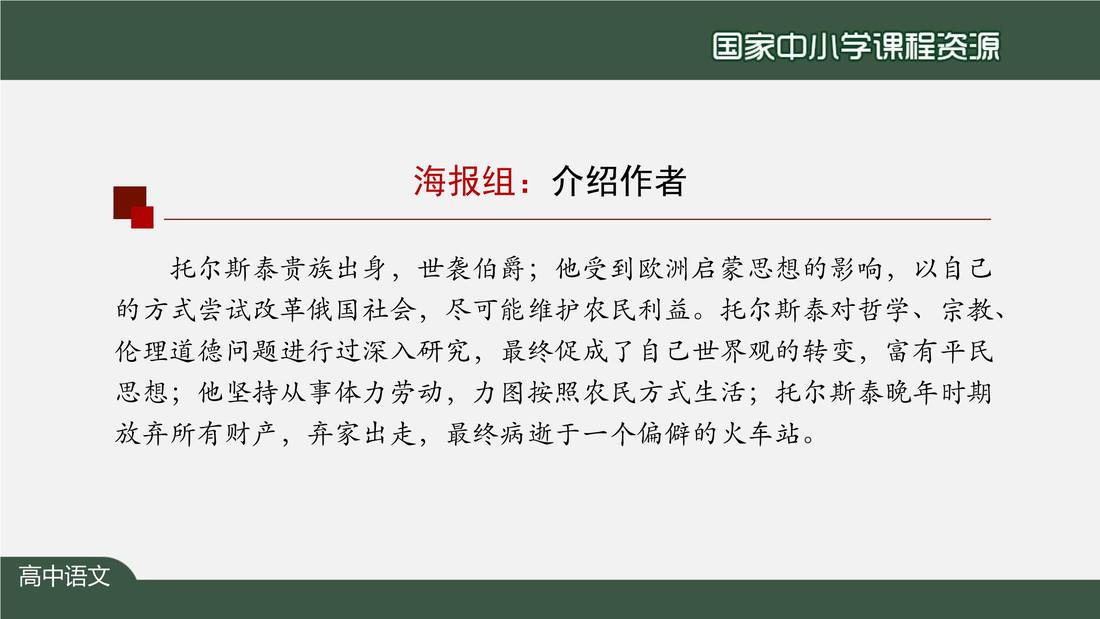 国家中小学课程资源
海报组：介绍作者
托尔斯泰贵族出身，世袭伯爵；他受到欧洲启蒙思想的影响，以自己
的方式尝试改革俄国社会，尽可能维护农民利益。托尔斯泰对哲学、宗教、
伦理道德问题进行过深入研究，最终促成了自己世界观的转变，富有平民
思想；他坚持从事体力劳动，力图按照农民方式生活；托尔斯泰晚年时期
放弃所有财产，弃家出走，最终病逝于一个偏僻的火车站。
高中语文